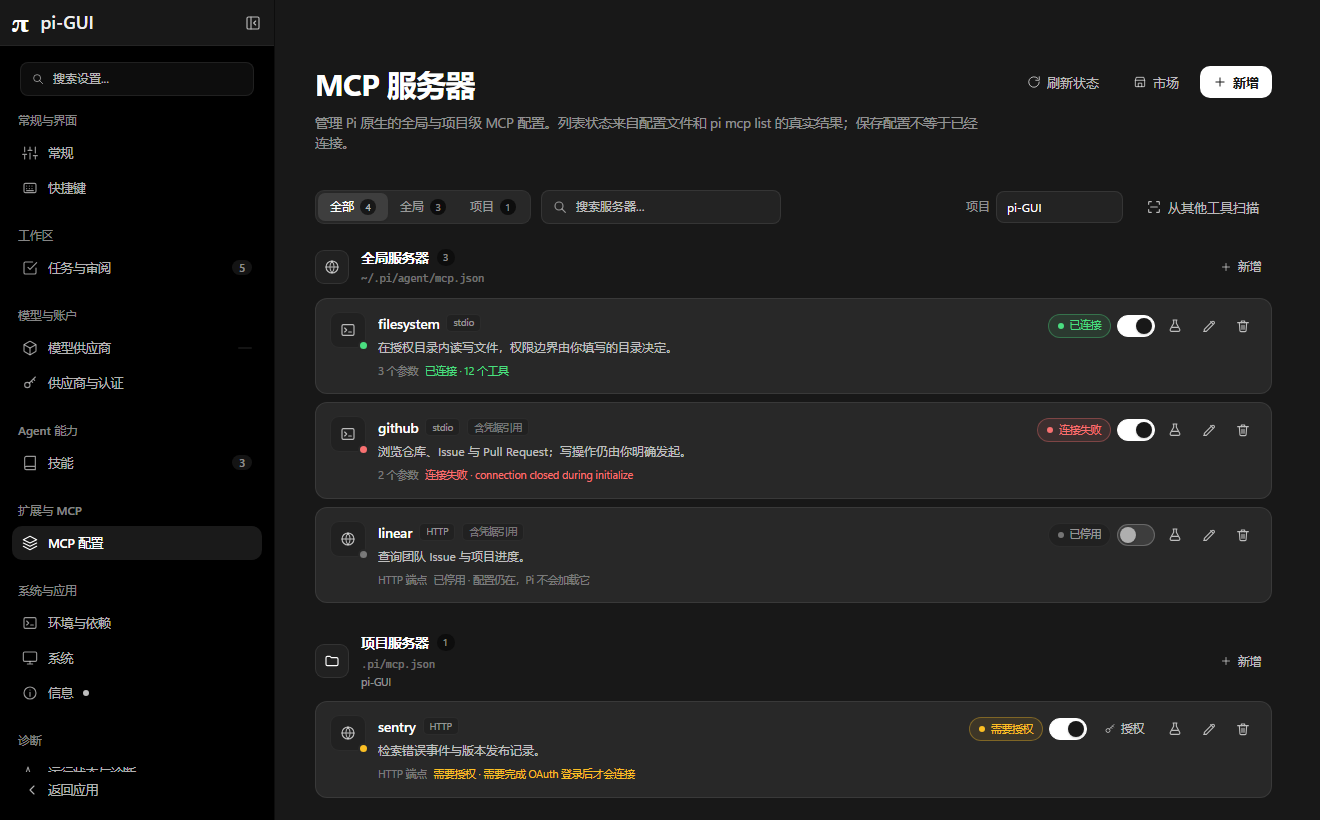 π pi-GUI
搜索设置...
常规与界面
常规
快捷键
工作区
任务与审阅 5
模型与账户
模型供应商
供应商与认证
Agent 能力
技能 3
扩展与 MCP
MCP 配置
系统与应用
环境与依赖
系统
信息
诊断
返回应用
MCP 服务器
刷新状态 市场 新增
管理 Pi 原生的全局与项目级 MCP 配置。列表状态来自配置文件和 pi mcp list 的真实结果；保存配置不等于已经
连接。
全部 4 全局 3 项目 1 搜索服务器... 项目 pi-GUI 从其他工具扫描
全局服务器 3
~/.pi/agent/mcp.json
新增
filesystem stdio 已连接
在授权目录内读写文件，权限边界由你填写的目录决定。
3 个参数 已连接 · 12 个工具
github stdio 含凭据引用 连接失败
浏览仓库、Issue 与 Pull Request；写操作仍由你明确发起。
2 个参数 连接失败 · connection closed during initialize
linear HTTP 含凭据引用 已停用
查询团队 Issue 与项目进度。
HTTP 端点 已停用 · 配置仍在，Pi 不会加载它
项目服务器 1
.pi/mcp.json
pi-GUI
新增
sentry HTTP 需要授权 授权
检索错误事件与版本发布记录。
HTTP 端点 需要授权 · 需要完成 OAuth 登录后才会连接